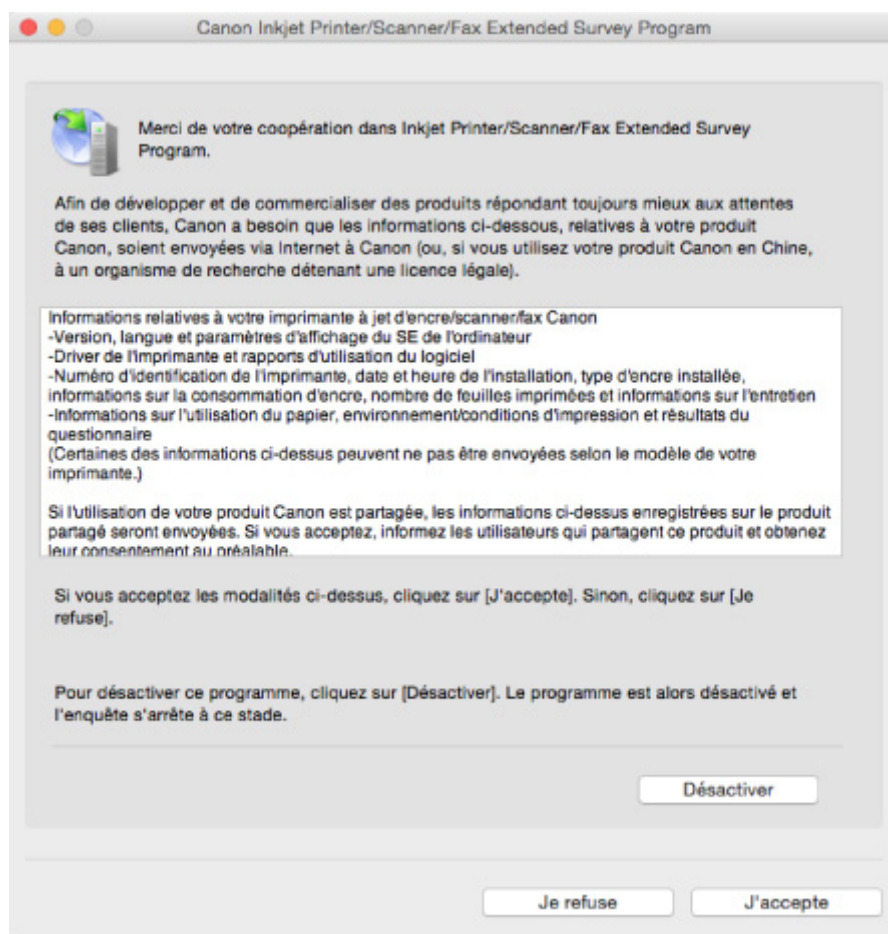 Canon Inkjet Printer/Scanner/Fax Extended Survey Program
Merci de votre coopération dans Inkjet Printer/Scanner/Fax Extended Survey
Program.
Afin de développer et de commercialiser des produits répondant toujours mieux aux attentes
de ses clients, Canon a besoin que les informations ci-dessous, relatives à votre produit
Canon, soient envoyées via Internet à Canon (ou, si vous utilisez votre produit Canon en Chine,
à un organisme de recherche détenant une licence légale).
Informations relatives à votre imprimante à jet d'encre/scanner/fax Canon
-Version, langue et paramètres d'affichage du SE de l'ordinateur
-Driver de l'imprimante et rapports d'utilisation du logiciel
-Numéro d'identification de l'imprimante, date et heure de l'installation, type d'encre installée,
informations sur la consommation d'encre, nombre de feuilles imprimées et informations sur l'entretien
-Informations sur l'utilisation du papier, environnement/conditions d'impression et résultats du
questionnaire
(Certaines des informations ci-dessus peuvent ne pas être envoyées selon le modèle de votre
imprimante.)
Si l'utilisation de votre produit Canon est partagée, les informations ci-dessus enregistrées sur le produit
partagé seront envoyées. Si vous acceptez, informez les utilisateurs qui partagent ce produit et obtenez
leur consentement au préalable.
Si vous acceptez les modalités ci-dessus, cliquez sur [J'accepte]. Sinon, cliquez sur [Je
refuse].
Pour désactiver ce programme, cliquez sur [Désactiver]. Le programme est alors désactivé et
l'enquête s'arrête à ce stade.
Désactiver
Je refuse
J'accepte